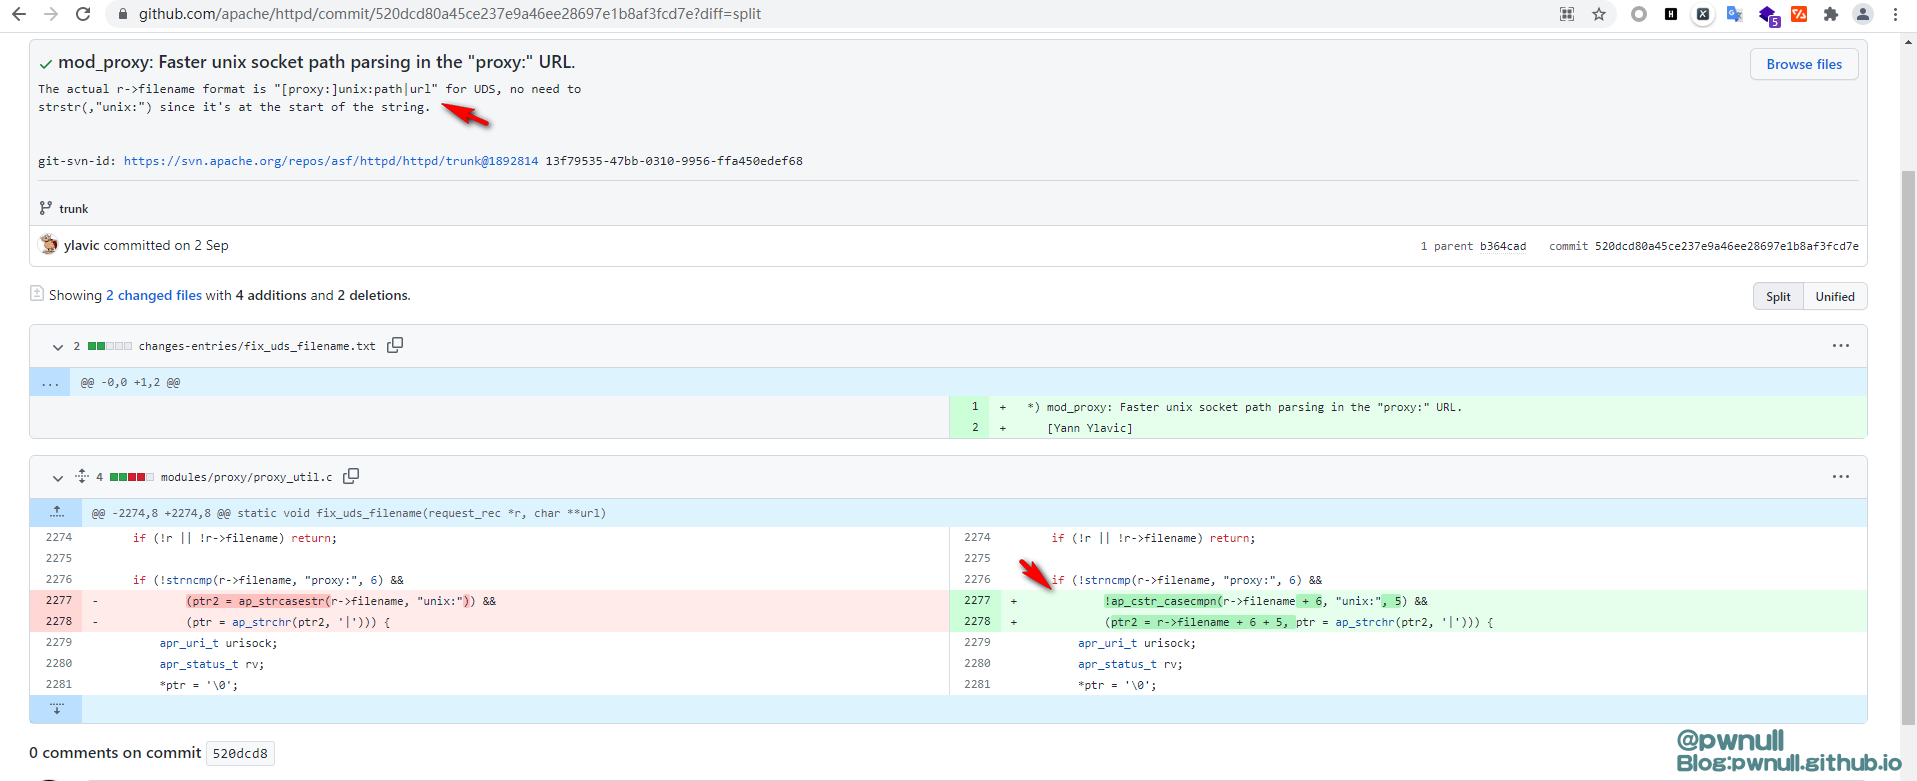 github.com/apache/httpd/commit/520dcd80a45ce237e9a46ee28697e1b8af3fcd7e?diff=split
5
mod_proxy: Faster unix socket path parsing in the "proxy:" URL.
Browse files
The actual r->filename format is "[proxy:]unix:path|url" for UDS, no need to
strstr(,"unix:") since it's at the start of the string.
git-svn-id: https://svn.apache.org/repos/asf/httpd/httpd/trunk@1892814 13f79535-47bb-0310-9956-ffa450edef68
trunk
ylavic committed on 2 Sep
1 parent b364cad commit 520dcd80a45ce237e9a46ee28697e1b8af3fcd7e
Showing 2 changed files with 4 additions and 2 deletions.
Split Unified
2 changes-entries/fix_uds_filename.txt
... @@ -0,0 +1,2 @@
1 + *) mod_proxy: Faster unix socket path parsing in the "proxy:" URL.
2 + [Yann Ylavic]
4 modules/proxy/proxy_util.c
@@ -2274,8 +2274,8 @@ static void fix_uds_filename(request_rec *r, char **url)
2274 if (!r || !r->filename) return; 2274 if (!r || !r->filename) return;
2275 2275
2276 if (!strncmp(r->filename, "proxy:", 6) && 2276 if (!strncmp(r->filename, "proxy:", 6) &&
2277 - (ptr2 = ap_strcasestr(r->filename, "unix:")) && 2277 + !ap_cstr_casecmpn(r->filename + 6, "unix:", 5) &&
2278 - (ptr = ap_strchr(ptr2, '|'))) { 2278 + (ptr2 = r->filename + 6 + 5, ptr = ap_strchr(ptr2, '|'))) {
2279 apr_uri_t urisock; 2279 apr_uri_t urisock;
2280 apr_status_t rv; 2280 apr_status_t rv;
2281 *ptr = '\0'; 2281 *ptr = '\0';
0 comments on commit 520dcd8
@pwnull
Blog:pwnull.github.io